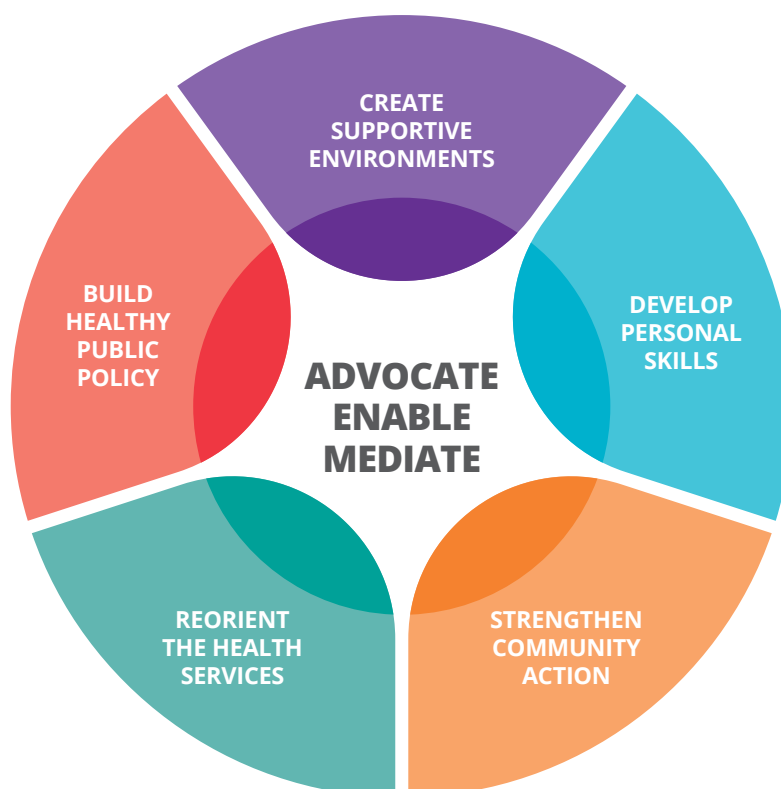 CREATE
SUPPORTIVE
ENVIRONMENTS
BUILD
HEALTHY
PUBLIC
POLICY
DEVELOP
PERSONAL
SKILLS
ADVOCATE
ENABLE
MEDIATE
REORIENT
THE HEALTH
SERVICES
STRENGTHEN
COMMUNITY
ACTION